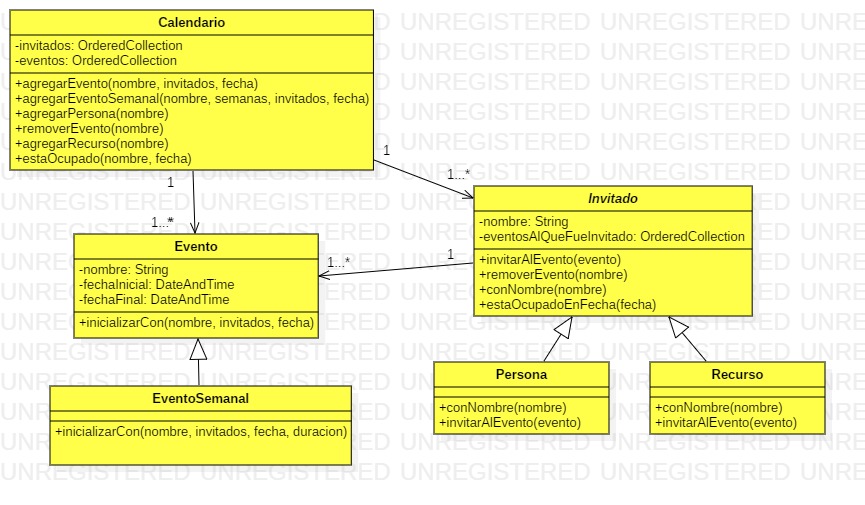 Calendario
-invitados: OrderedCollection
-eventos: OrderedCollection
+agregarEvento(nombre, invitados, fecha)
+agregarEventoSemanal(nombre, semanas, invitados, fecha)
+agregarPersona(nombre)
+removerEvento(nombre)
+agregarRecurso(nombre)
+estaOcupado(nombre, fecha)
1
1...*
1
1...*
Invitado
-nombre: String
-eventosAlQueFueInvitado: OrderedCollection
+invitarAlEvento(evento)
+removerEvento(nombre)
+conNombre(nombre)
+estaOcupadoEnFecha(fecha)
1
1...*
Evento
-nombre: String
-fechaInicial: DateAndTime
-fechaFinal: DateAndTime
+inicializarCon(nombre, invitados, fecha)
EventoSemanal
+inicializarCon(nombre, invitados, fecha, duracion)
Persona
+conNombre(nombre)
+invitarAlEvento(evento)
Recurso
+conNombre(nombre)
+invitarAlEvento(evento)
UNREGISTERED